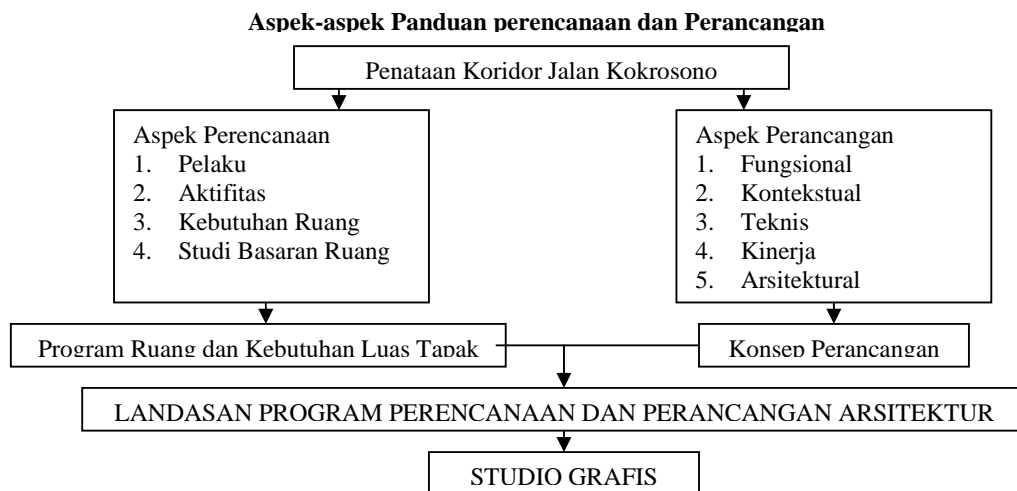 Aspek-aspek Panduan perencanaan dan Perancangan
Penataan Koridor Jalan Kokrosono
Aspek Perencanaan
1. Pelaku
2. Aktifitas
3. Kebutuhan Ruang
4. Studi Basaran Ruang
Aspek Perancangan
1. Fungsional
2. Kontekstual
3. Teknis
4. Kinerja
5. Arsitektural
Program Ruang dan Kebutuhan Luas Tapak
Konsep Perancangan
LANDASAN PROGRAM PERENCANAAN DAN PERANCANGAN ARSITEKTUR
STUDIO GRAFIS